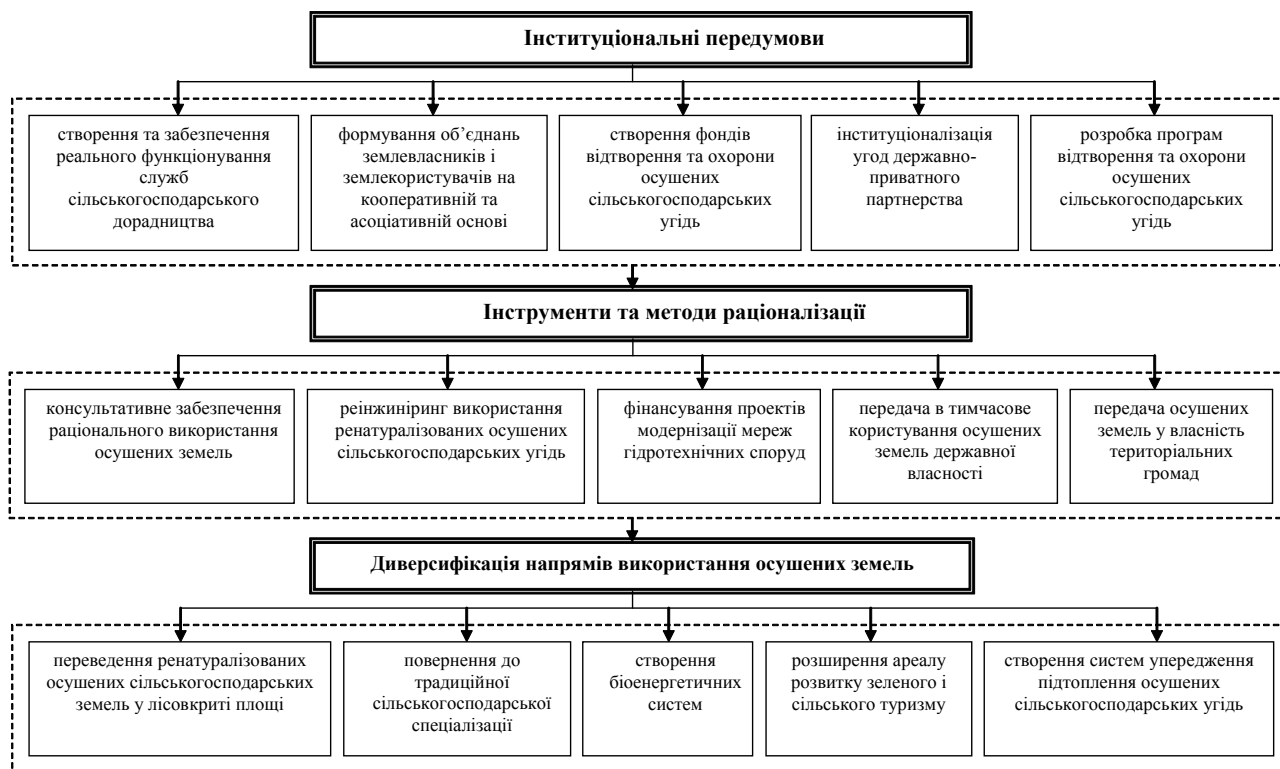 Інституціональні передумови
створення та забезпечення
реального функціонування
служб
сільськогосподарського
дорадництва
формування об’єднань
землевласників і
землекористувачів на
кооперативній та
асоціативній основі
створення фондів
відтворення та охорони
осушених
сільськогосподарських
угідь
інституціоналізація
угод державно-
приватного
партнерства
розробка програм
відтворення та охорони
осушених
сільськогосподарських
угідь
Інструменти та методи раціоналізації
консультативне забезпечення
раціонального використання
осушених земель
реінжиніринг використання
ренатуралізованих осушених
сільськогосподарських угідь
фінансування проектів
модернізації мереж
гідротехнічних споруд
передача в тимчасове
користування осушених
земель державної
власності
передача осушених
земель у власність
територіальних
громад
Диверсифікація напрямів використання осушених земель
переведення ренатуралізованих
осушених сільськогосподарських
земель у лісовкриті площі
повернення до
традиційної
сільськогосподарської
спеціалізації
створення
біоенергетичних
систем
розширення ареалу
розвитку зеленого і
сільського туризму
створення систем упередження
підтоплення осушених
сільськогосподарських угідь